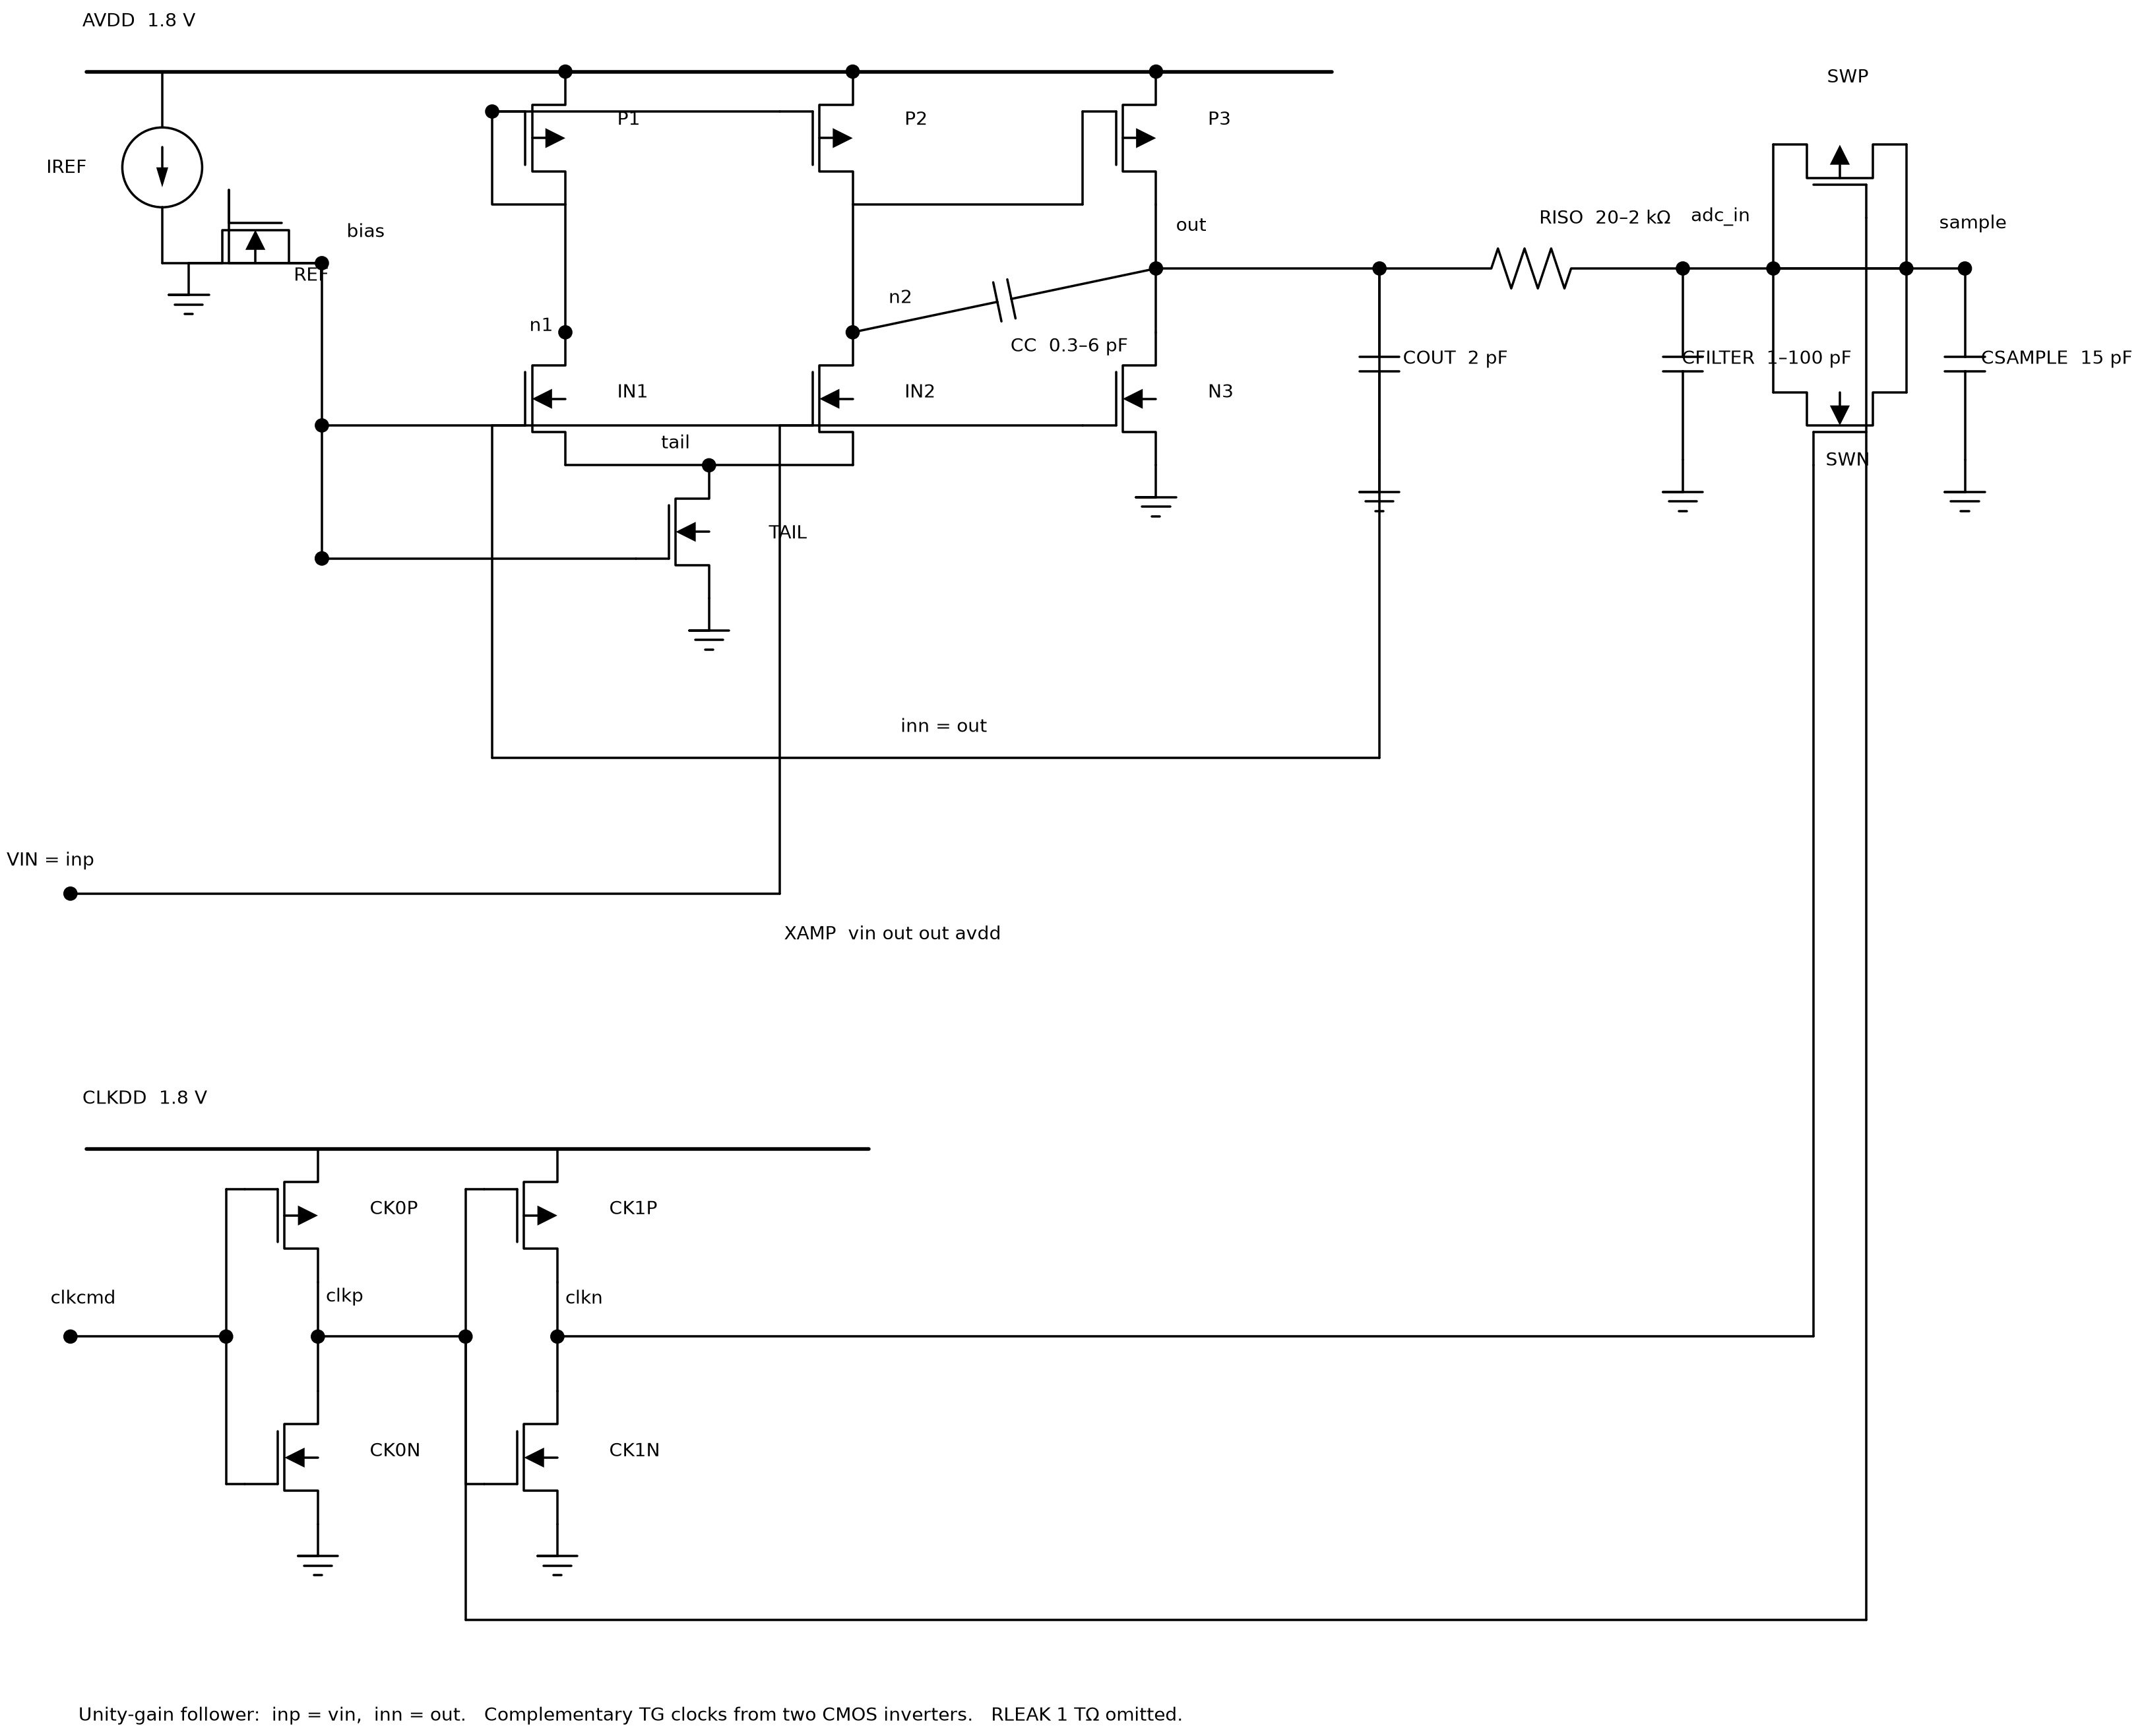 AVDD  1.8 V
SWP
P1
P2
P3
IREF
bias
REF
out
RISO  20–2 kΩ
adc_in
sample
n2
n1
CC  0.3–6 pF
COUT  2 pF
CFILTER  1–100 pF
CSAMPLE  15 pF
IN1
IN2
N3
tail
SWN
TAIL
inn = out
VIN = inp
XAMP  vin out out avdd
CLKDD  1.8 V
CK0P
CK1P
clkcmd
clkp
clkn
CK0N
CK1N
Unity-gain follower:  inp = vin,  inn = out.   Complementary TG clocks from two CMOS inverters.   RLEAK 1 TΩ omitted.